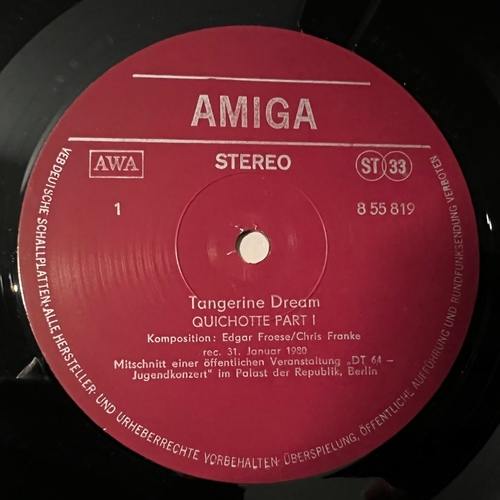 AMIGA
AWA
STEREO
ST 33
1
8 55 819
Tangerine Dream
QUICHOTTE PART I
Komposition: Edgar Froese/Chris Franke
rec. 31. Januar 1980
Mitschnitt einer öffentlichen Veranstaltung „DT 64 –
Jugendkonzert" im Palast der Republik, Berlin
VEB DEUTSCHE SCHALLPLATTEN · ALLE HERSTELLER- UND URHEBERRECHTE VORBEHALTEN · ÜBERSPIELUNG, ÖFFENTLICHE AUFFÜHRUNG UND RUNDFUNKSENDUNG VERBOTEN